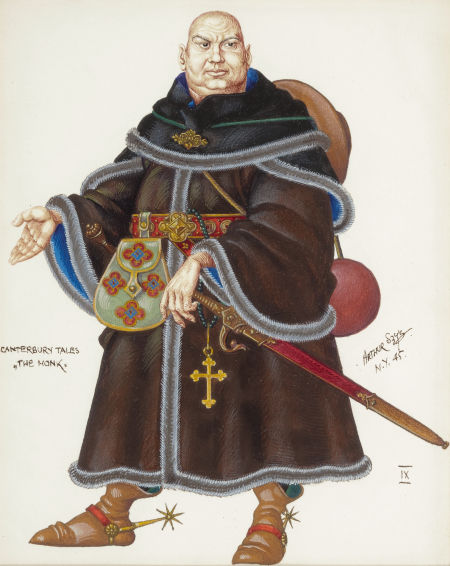 CANTERBURY TALES
"THE MONK"
ARTHUR Szyk
N.Y. 45.
IX